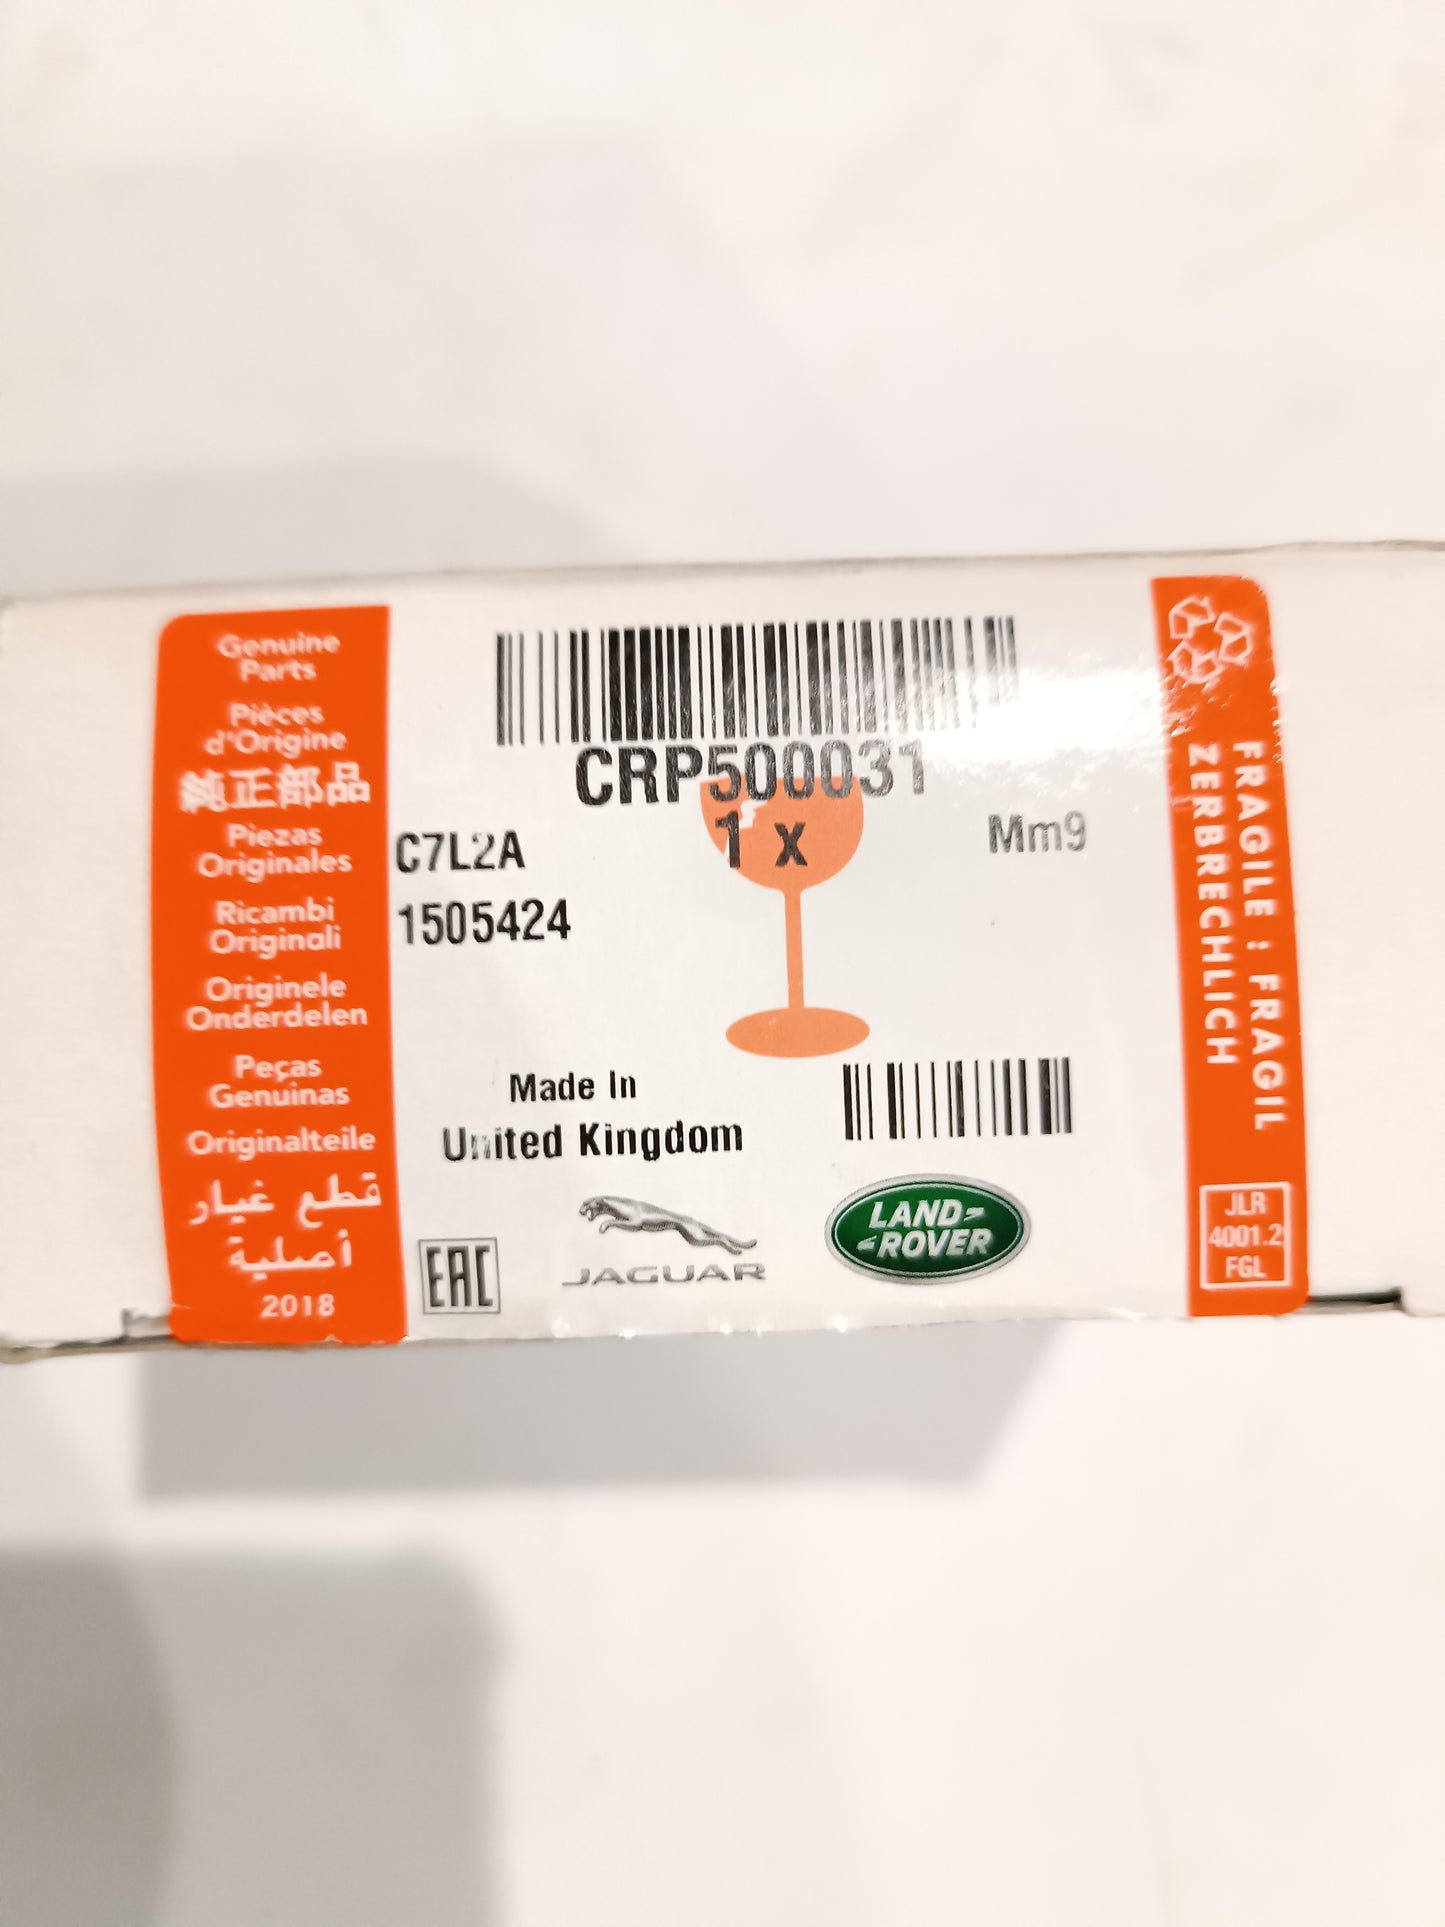 Genuine
Parts
Pièces
d'Origine
純正部品
Piezas
Originales
Ricambi
Originali
Originele
Onderdelen
Peças
Genuinas
Originalteile
قطع غيار
أصلية
2018
CRP500031
1 x
Mm9
C7L2A
1505424
Made In
United Kingdom
EAC
JAGUAR
LAND
ROVER
FRAGILE : FRAGIL
ZERBRECHLICH
JLR
4001.2
FGL